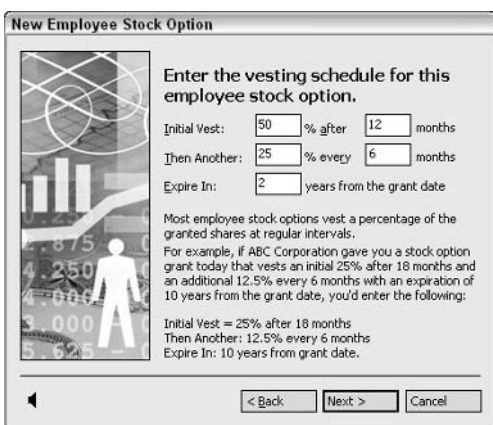 New Employee Stock Option
Enter the vesting schedule for this
employee stock option.
Initial Vest: 50 % after 12 months
Then Another: 25 % every 6 months
Expire In: 2 years from the grant date
Most employee stock options vest a percentage of the
granted shares at regular intervals.
For example, if ABC Corporation gave you a stock option
grant today that vests an initial 25% after 18 months and
an additional 12.5% every 6 months with an expiration of
10 years from the grant date, you'd enter the following:
Initial Vest = 25% after 18 months
Then Another: 12.5% every 6 months
Expire In: 10 years from grant date.
< Back Next > Cancel